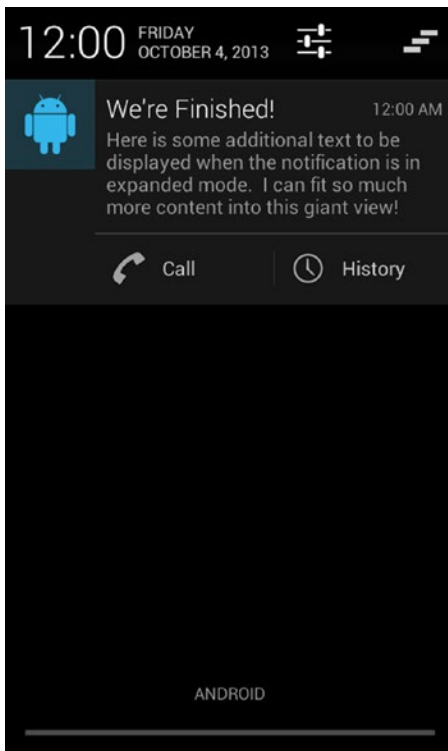 12:00 FRIDAY
OCTOBER 4, 2013
We're Finished! 12:00 AM
Here is some additional text to be
displayed when the notification is in
expanded mode. I can fit so much
more content into this giant view!
Call History
ANDROID